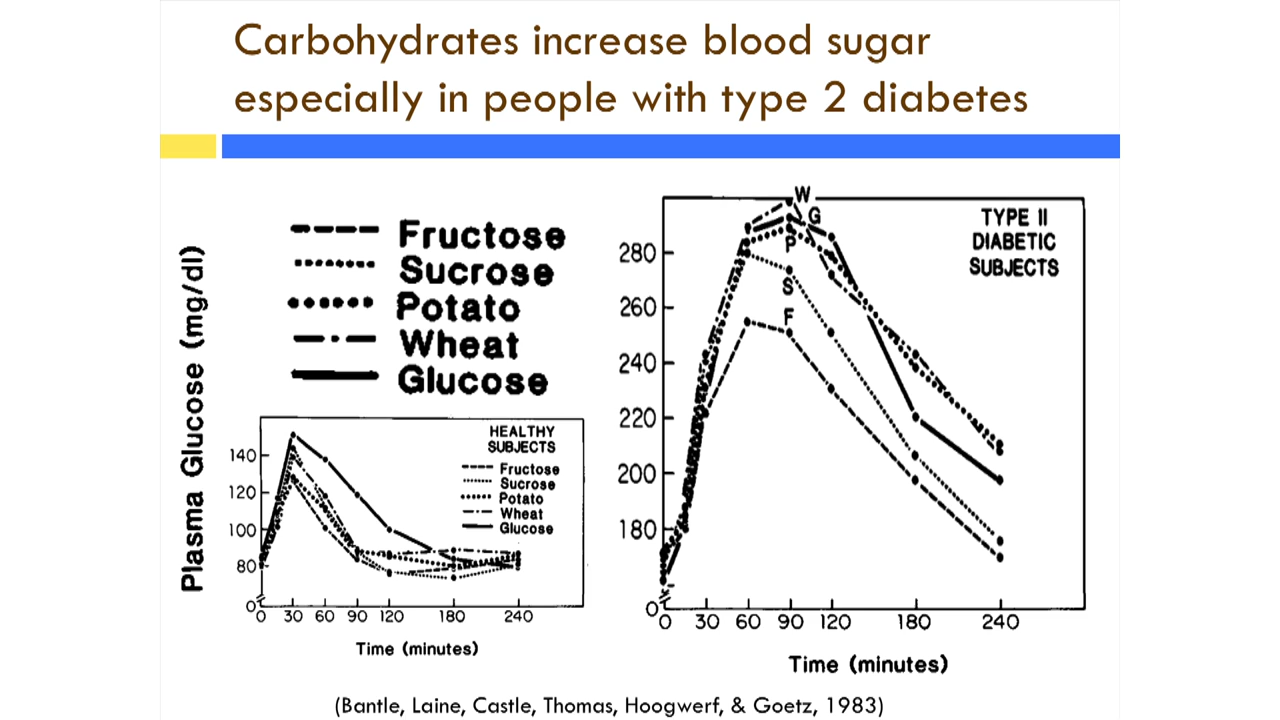 Carbohydrates increase blood sugar
especially in people with type 2 diabetes
Plasma Glucose (mg/dl)
Fructose
Sucrose
Potato
Wheat
Glucose
HEALTHY
SUBJECTS
Fructose
Sucrose
Potato
Wheat
Glucose
140
120
100
80
0
0 30 60 90 120 180 240
Time (minutes)
TYPE II
DIABETIC
SUBJECTS
W
G
P
S
F
280
260
240
220
200
180
0
0 30 60 90 120 180 240
Time (minutes)
(Bantle, Laine, Castle, Thomas, Hoogwerf, & Goetz, 1983)